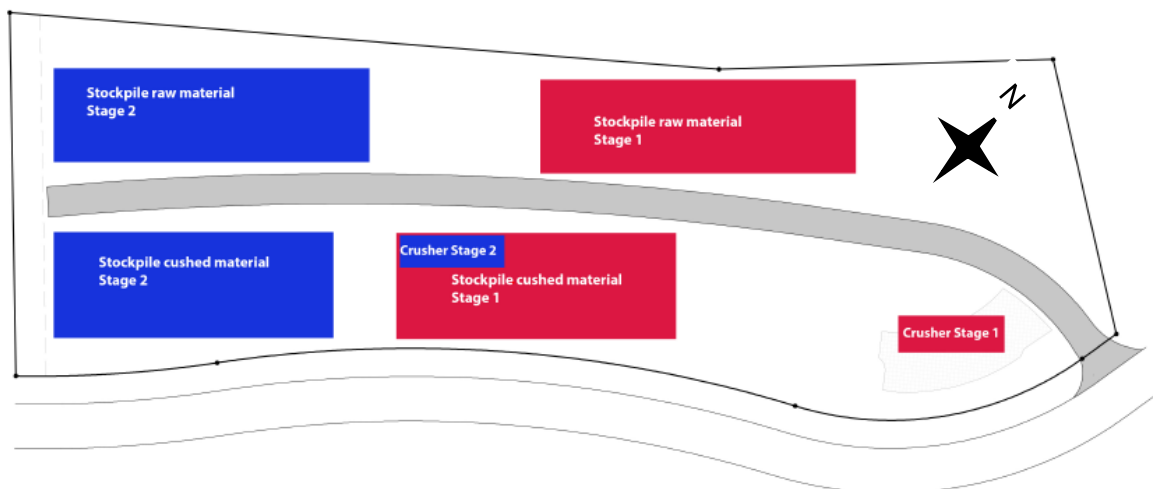 Stockpile raw material
Stage 2
Stockpile raw material
Stage 1
N
Stockpile cushed material
Stage 2
Crusher Stage 2
Stockpile cushed material
Stage 1
Crusher Stage 1